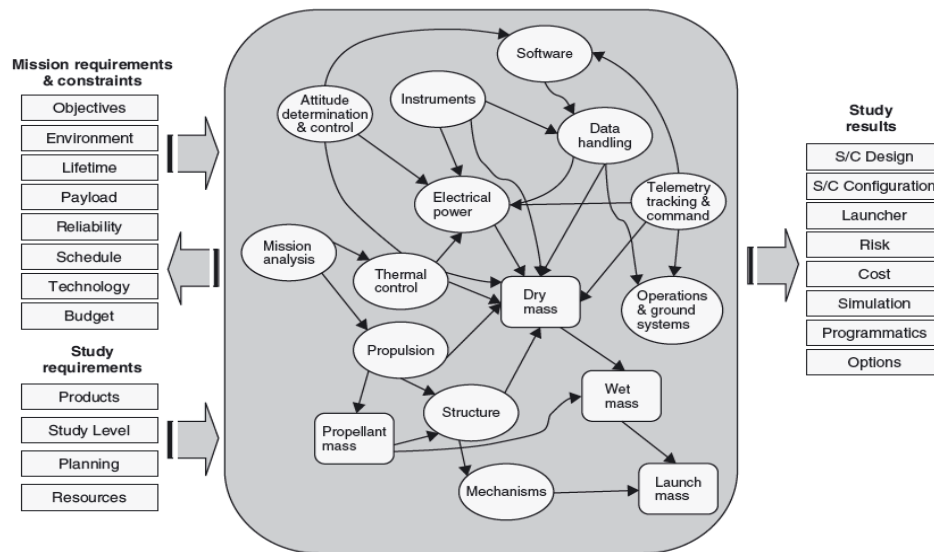 Mission requirements
& constraints
Objectives
Environment
Lifetime
Payload
Reliability
Schedule
Technology
Budget
Study
requirements
Products
Study Level
Planning
Resources
Software
Attitude
determination
& control
Instruments
Data
handling
Electrical
power
Telemetry
tracking &
command
Mission
analysis
Thermal
control
Dry
mass
Operations
& ground
systems
Propulsion
Wet
mass
Structure
Propellant
mass
Mechanisms
Launch
mass
Study
results
S/C Design
S/C Configuration
Launcher
Risk
Cost
Simulation
Programmatics
Options